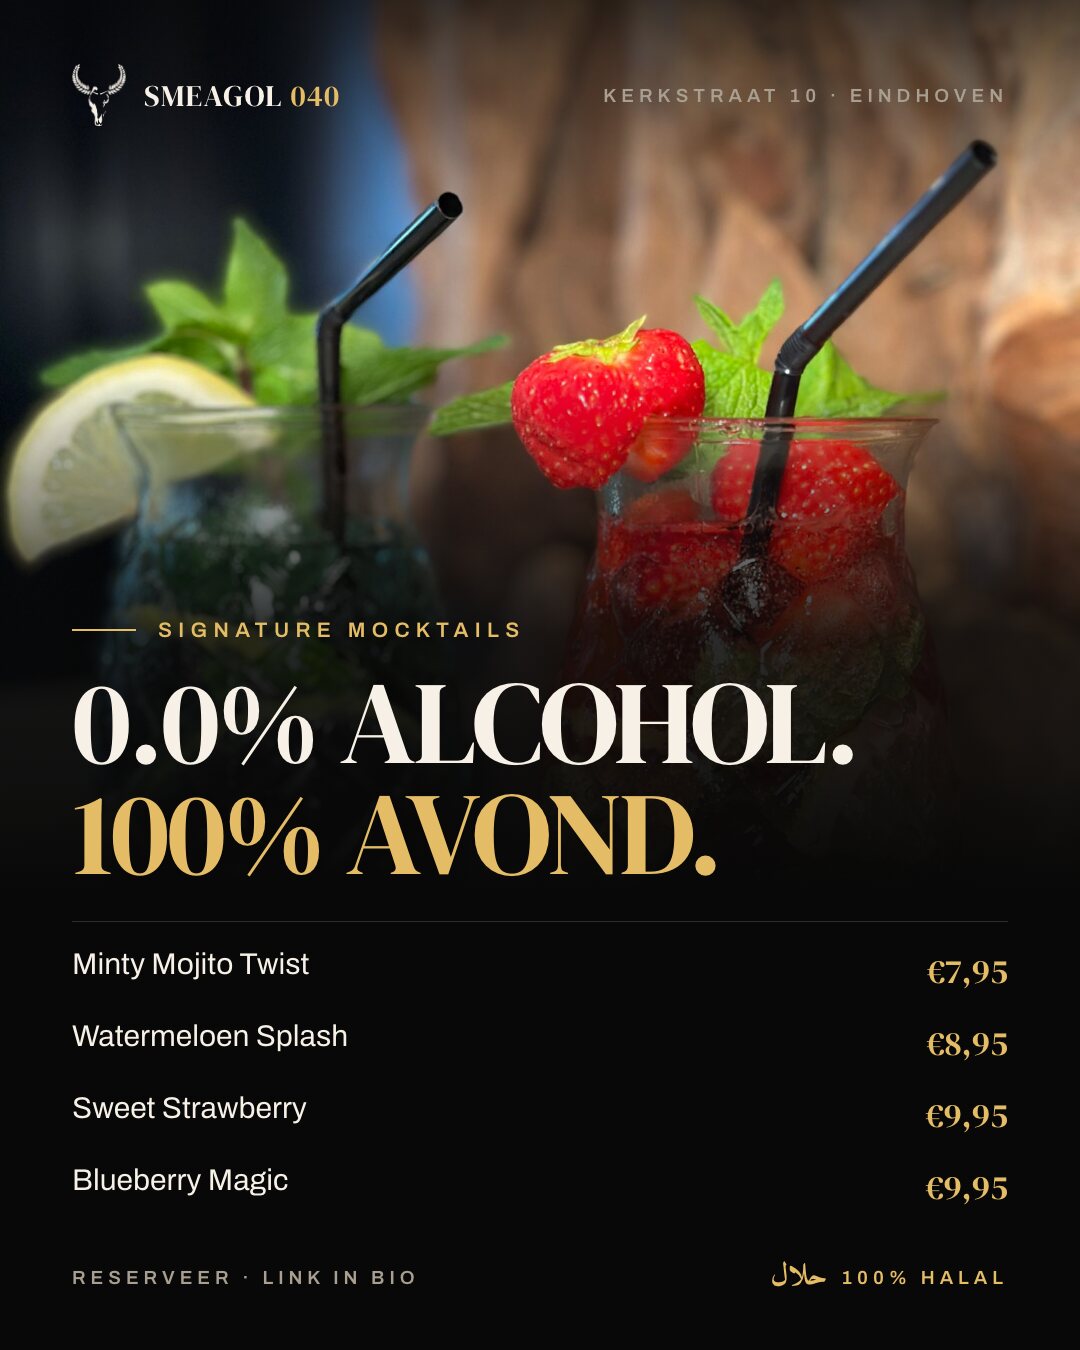 SMEAGOL 040
KERKSTRAAT 10 · EINDHOVEN
SIGNATURE MOCKTAILS
0.0% ALCOHOL.
100% AVOND.
Minty Mojito Twist €7,95
Watermeloen Splash €8,95
Sweet Strawberry €9,95
Blueberry Magic €9,95
RESERVEER · LINK IN BIO
حلال 100% HALAL